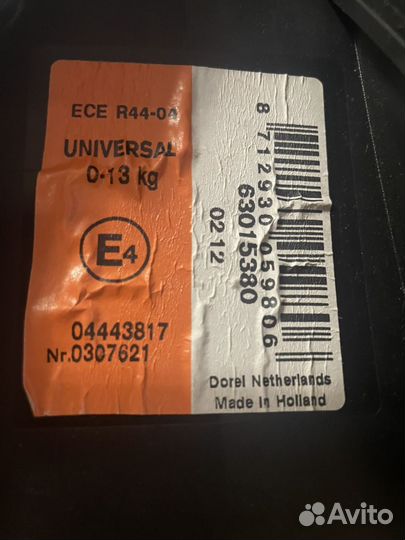 ECE R44-04
UNIVERSAL
0-13 kg
E4
04443817
Nr.0307621
8 712930 059806
63015380
02 12
Dorel Netherlands
Made in Holland
Avito